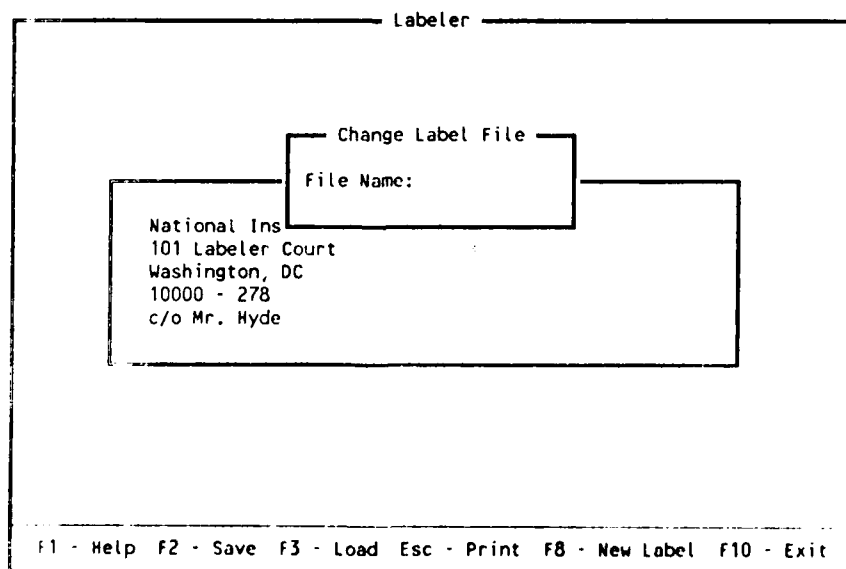 Labeler
Change Label File
File Name:
National Ins
101 Labeler Court
Washington, DC
10000 - 278
c/o Mr. Hyde
F1 - Help F2 - Save F3 - Load Esc - Print F8 - New Label F10 - Exit